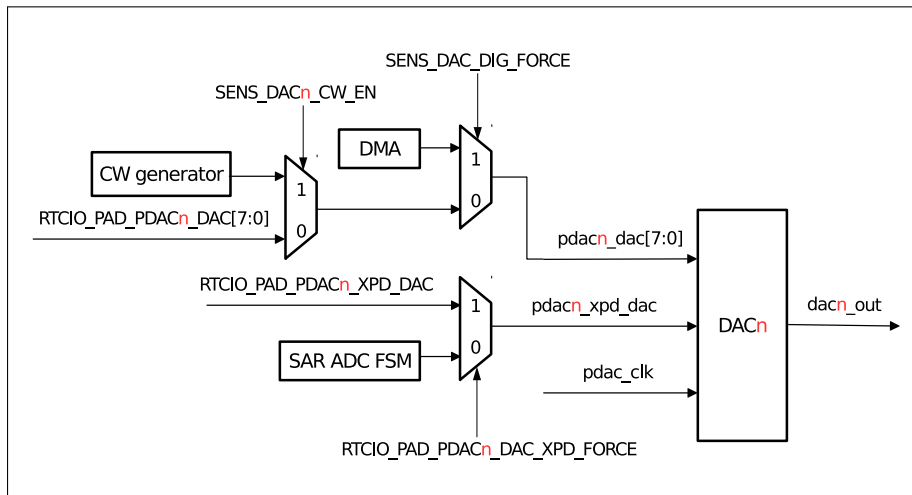 SENS_DAC_DIG_FORCE
SENS_DACn_CW_EN
DMA
1
0
CW generator
1
0
RTCIO_PAD_PDACn_DAC[7:0]
pdacn_dac[7:0]
RTCIO_PAD_PDACn_XPD_DAC
1
0
pdacn_xpd_dac
dacn_out
DACn
SAR ADC FSM
pdac_clk
RTCIO_PAD_PDACn_DAC_XPD_FORCE